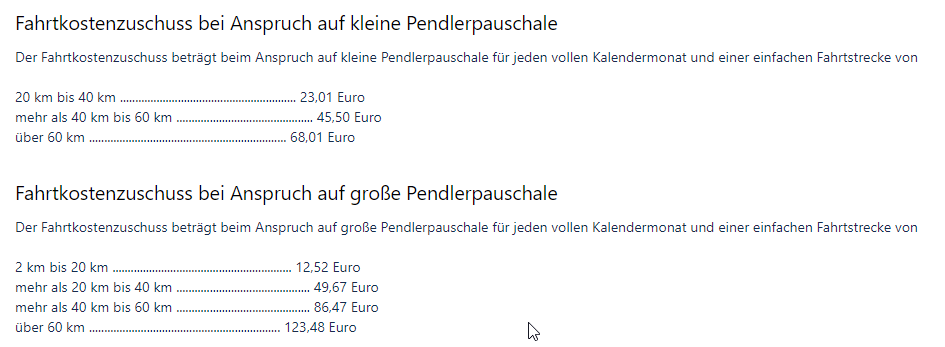 Fahrtkostenzuschuss bei Anspruch auf kleine Pendlerpauschale
Der Fahrtkostenzuschuss beträgt beim Anspruch auf kleine Pendlerpauschale für jeden vollen Kalendermonat und einer einfachen Fahrtstrecke von
20 km bis 40 km ........................................................... 23,01 Euro
mehr als 40 km bis 60 km .............................................. 45,50 Euro
über 60 km .................................................................. 68,01 Euro
Fahrtkostenzuschuss bei Anspruch auf große Pendlerpauschale
Der Fahrtkostenzuschuss beträgt beim Anspruch auf große Pendlerpauschale für jeden vollen Kalendermonat und einer einfachen Fahrtstrecke von
2 km bis 20 km ............................................................ 12,52 Euro
mehr als 20 km bis 40 km ............................................. 49,67 Euro
mehr als 40 km bis 60 km ............................................. 86,47 Euro
über 60 km ................................................................ 123,48 Euro